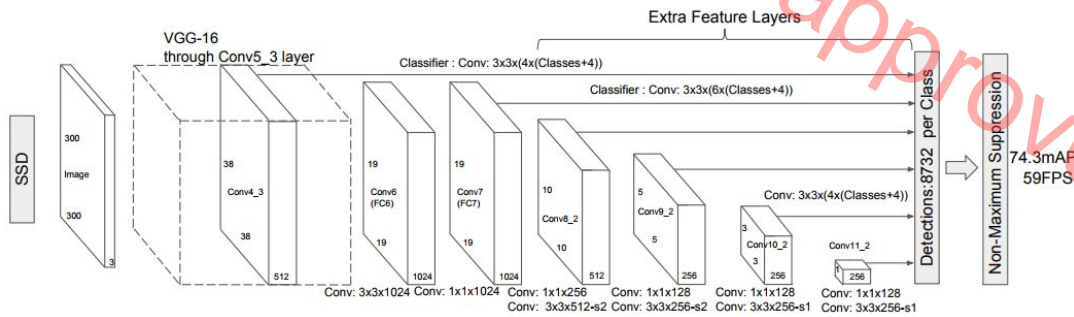 Extra Feature Layers
VGG-16
through Conv5_3 layer
Classifier : Conv: 3x3x(4x(Classes+4))
Classifier : Conv: 3x3x(6x(Classes+4))
SSD
300
Image
300
3
38
Conv4_3
38
512
19
Conv6
(FC6)
19
1024
19
Conv7
(FC7)
19
1024
10
Conv8_2
10
512
5
Conv9_2
5
256
Conv: 3x3x(4x(Classes+4))
3
Conv10_2
3
256
Conv11_2
1
256
Detections:8732 per Class
Non-Maximum Suppression
74.3mAP
59FPS
Conv: 3x3x1024
Conv: 1x1x1024
Conv: 1x1x256
Conv: 3x3x512-s2
Conv: 1x1x128
Conv: 3x3x256-s2
Conv: 1x1x128
Conv: 3x3x256-s1
Conv: 1x1x128
Conv: 3x3x256-s1
approv